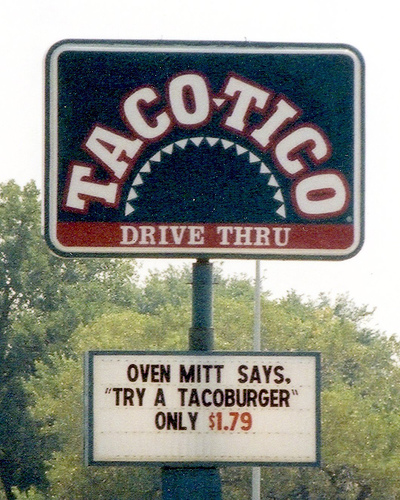 TACO-TICO
DRIVE THRU
OVEN MITT SAYS,
"TRY A TACOBURGER"
ONLY $1.79